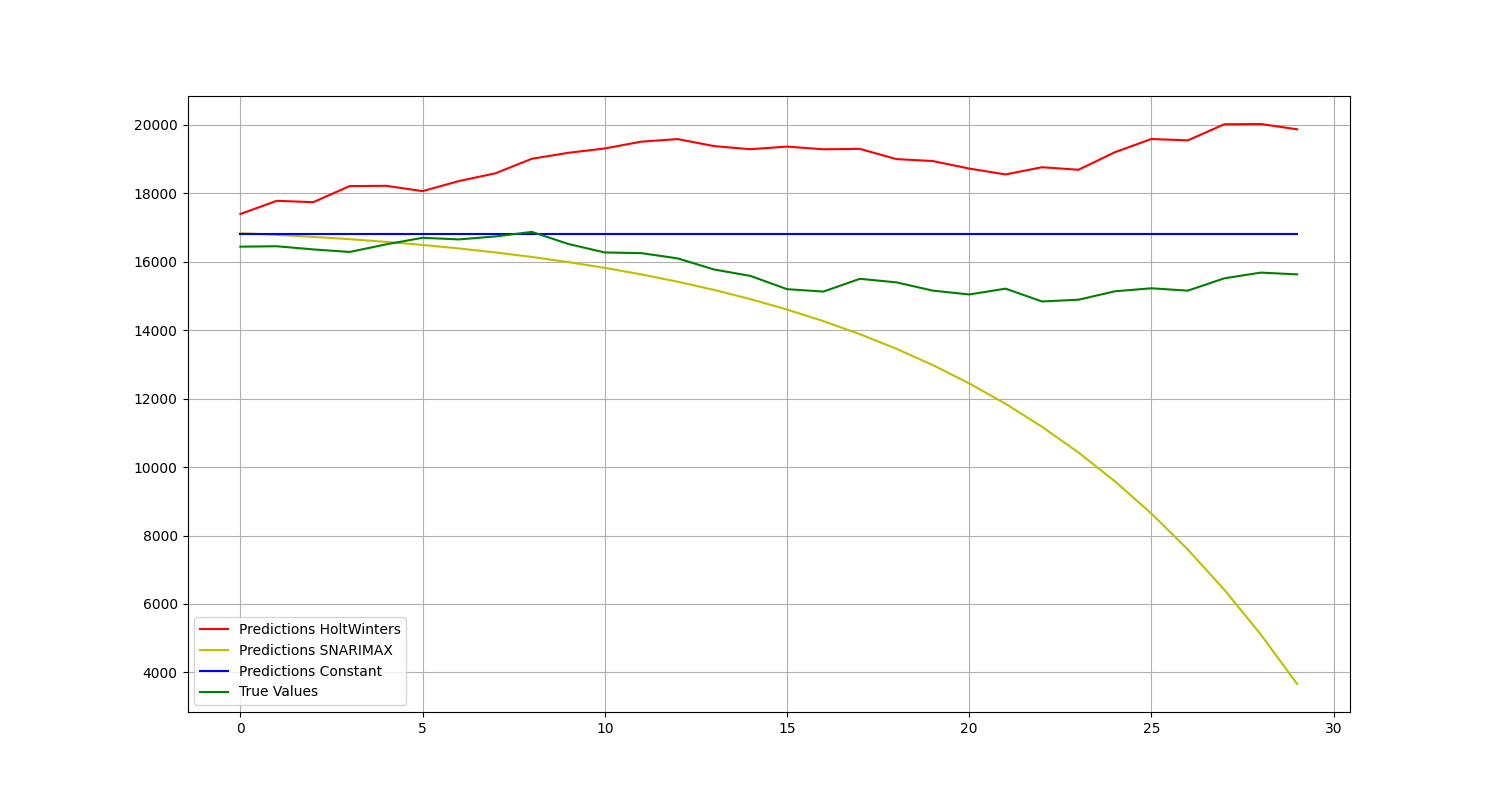 20000
18000
16000
14000
12000
10000
8000
6000
4000
Predictions HoltWinters
Predictions SNARIMAX
Predictions Constant
True Values
0 5 10 15 20 25 30